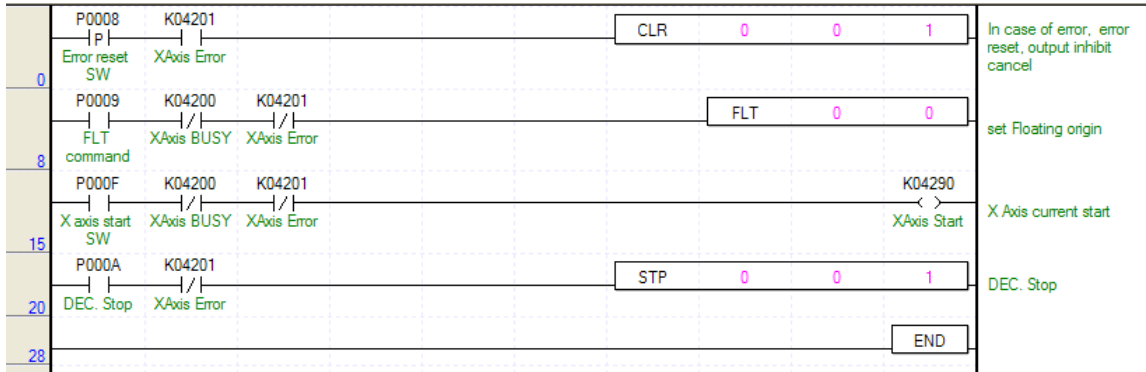 P0008 K04201
P CLR 0 0 1
Error reset SW XAxis Error
In case of error, error
reset, output inhibit
cancel
0
P0009 K04200 K04201
FLT 0 0
FLT command XAxis BUSY XAxis Error
set Floating origin
8
P000F K04200 K04201 K04290
X axis start SW XAxis BUSY XAxis Error XAxis Start
X Axis current start
15
P000A K04201
STP 0 0 1
DEC. Stop XAxis Error
DEC. Stop
20
END
28